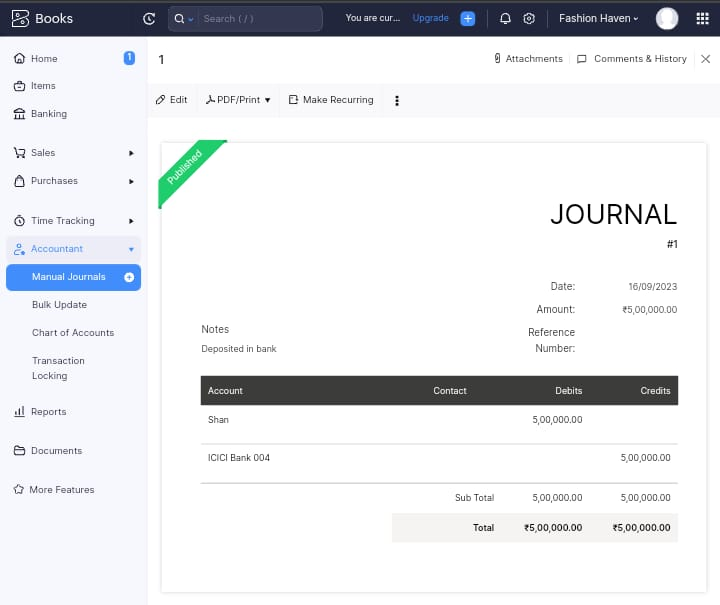 Books
Search ( / )
You are cur...
Upgrade
Fashion Haven
Home
1
Items
Banking
Sales
Purchases
Time Tracking
Accountant
Manual Journals
Bulk Update
Chart of Accounts
Transaction
Locking
Reports
Documents
More Features
1
Attachments
Comments & History
Edit
PDF/Print
Make Recurring
Published
JOURNAL
#1
Date: 16/09/2023
Amount: ₹5,00,000.00
Reference
Number:
Notes
Deposited in bank
Account Contact Debits Credits
Shan 5,00,000.00
ICICI Bank 004 5,00,000.00
Sub Total 5,00,000.00 5,00,000.00
Total ₹5,00,000.00 ₹5,00,000.00